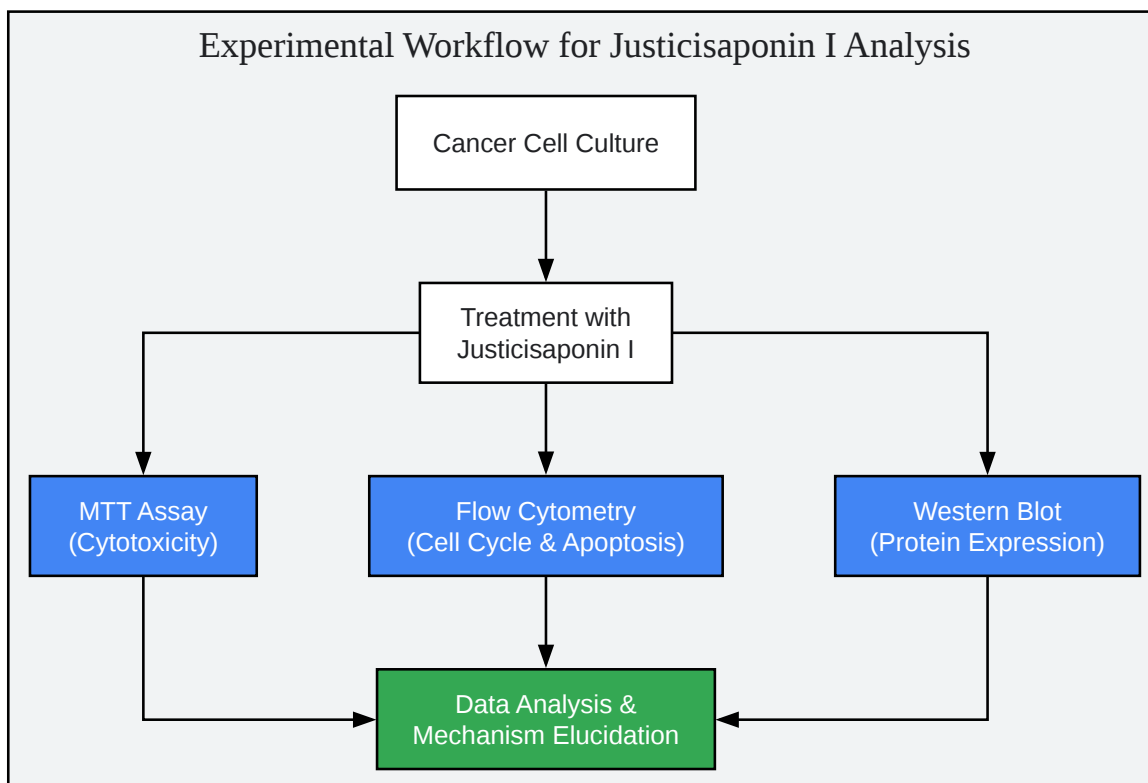 Experimental Workflow for Justicisaponin I Analysis
Cancer Cell Culture
Treatment with
Justicisaponin I
MTT Assay
(Cytotoxicity)
Flow Cytometry
(Cell Cycle & Apoptosis)
Western Blot
(Protein Expression)
Data Analysis &
Mechanism Elucidation